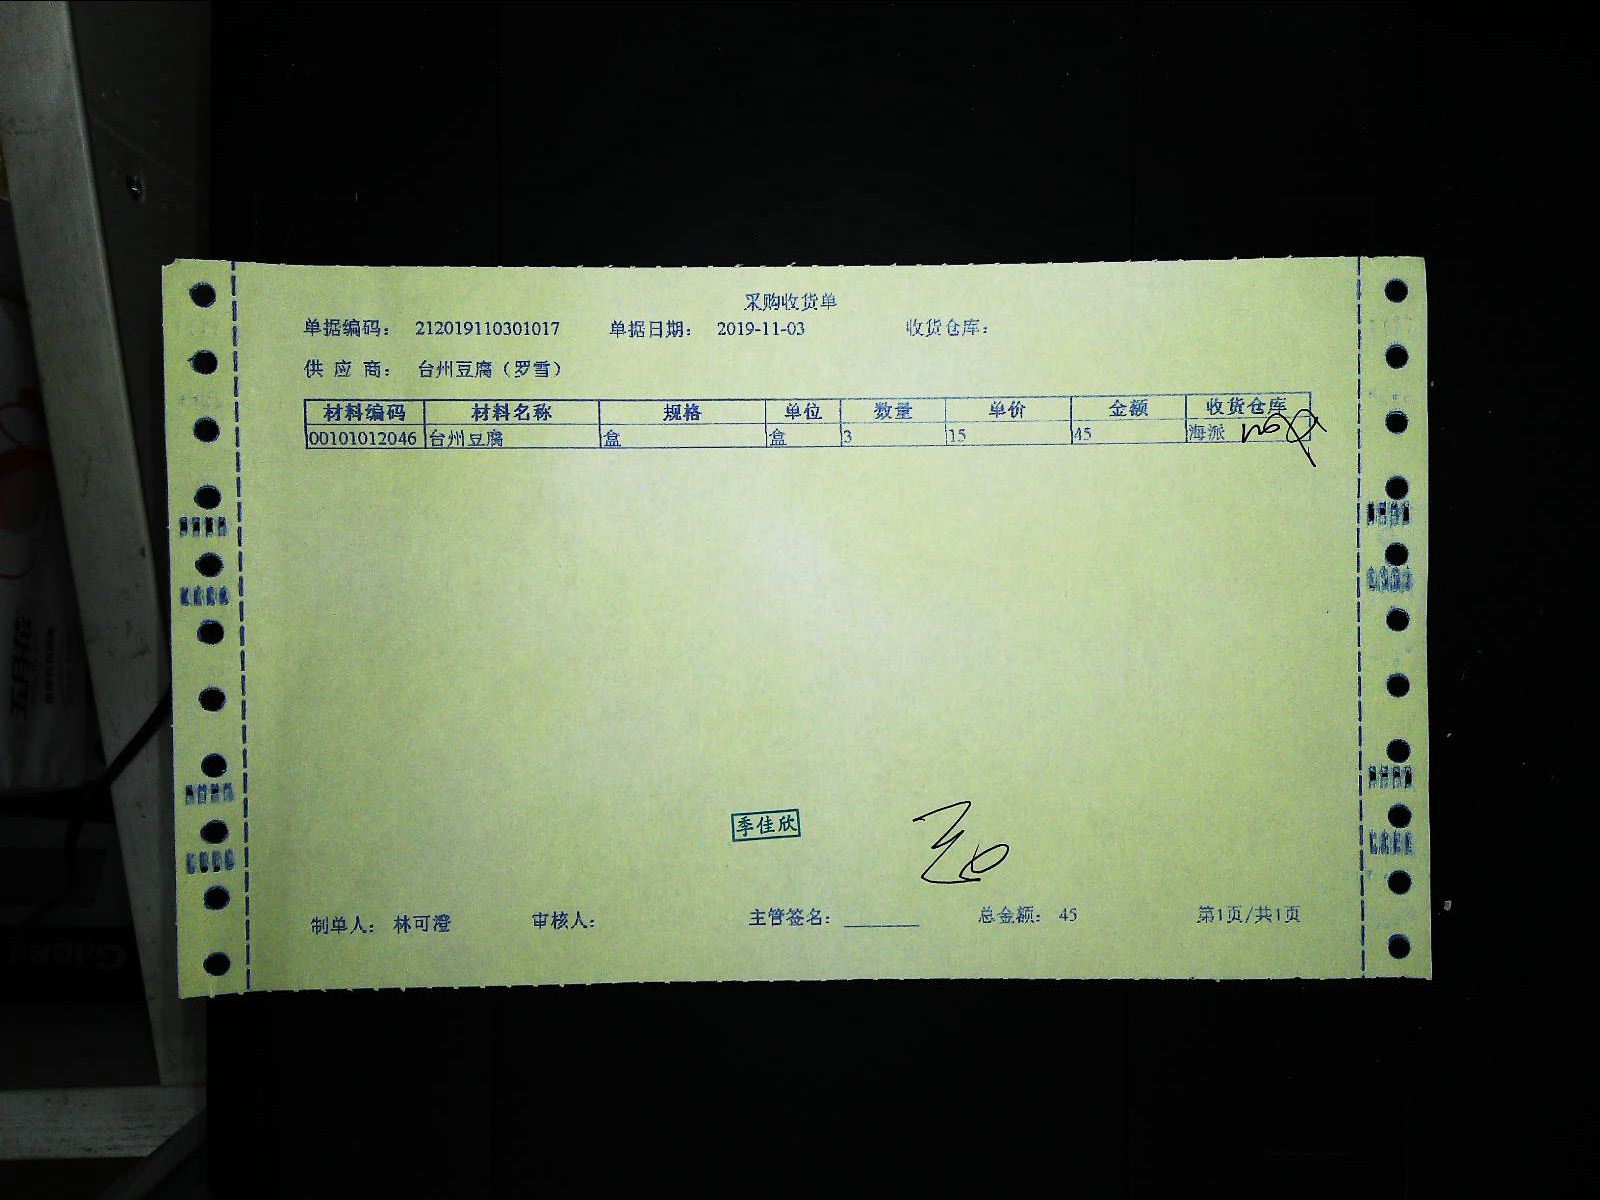 采购收货单
单据编码： 212019110301017 单据日期： 2019-11-03 收货仓库：
供 应 商： 台州豆腐（罗雪）
材料编码 材料名称 规格 单位 数量 单价 金额 收货仓库
00101012046 台州豆腐 盒 盒 3 15 45 海派
季佳欣
制单人： 林可澄 审核人： 主管签名：________ 总金额： 45 第1页/共1页